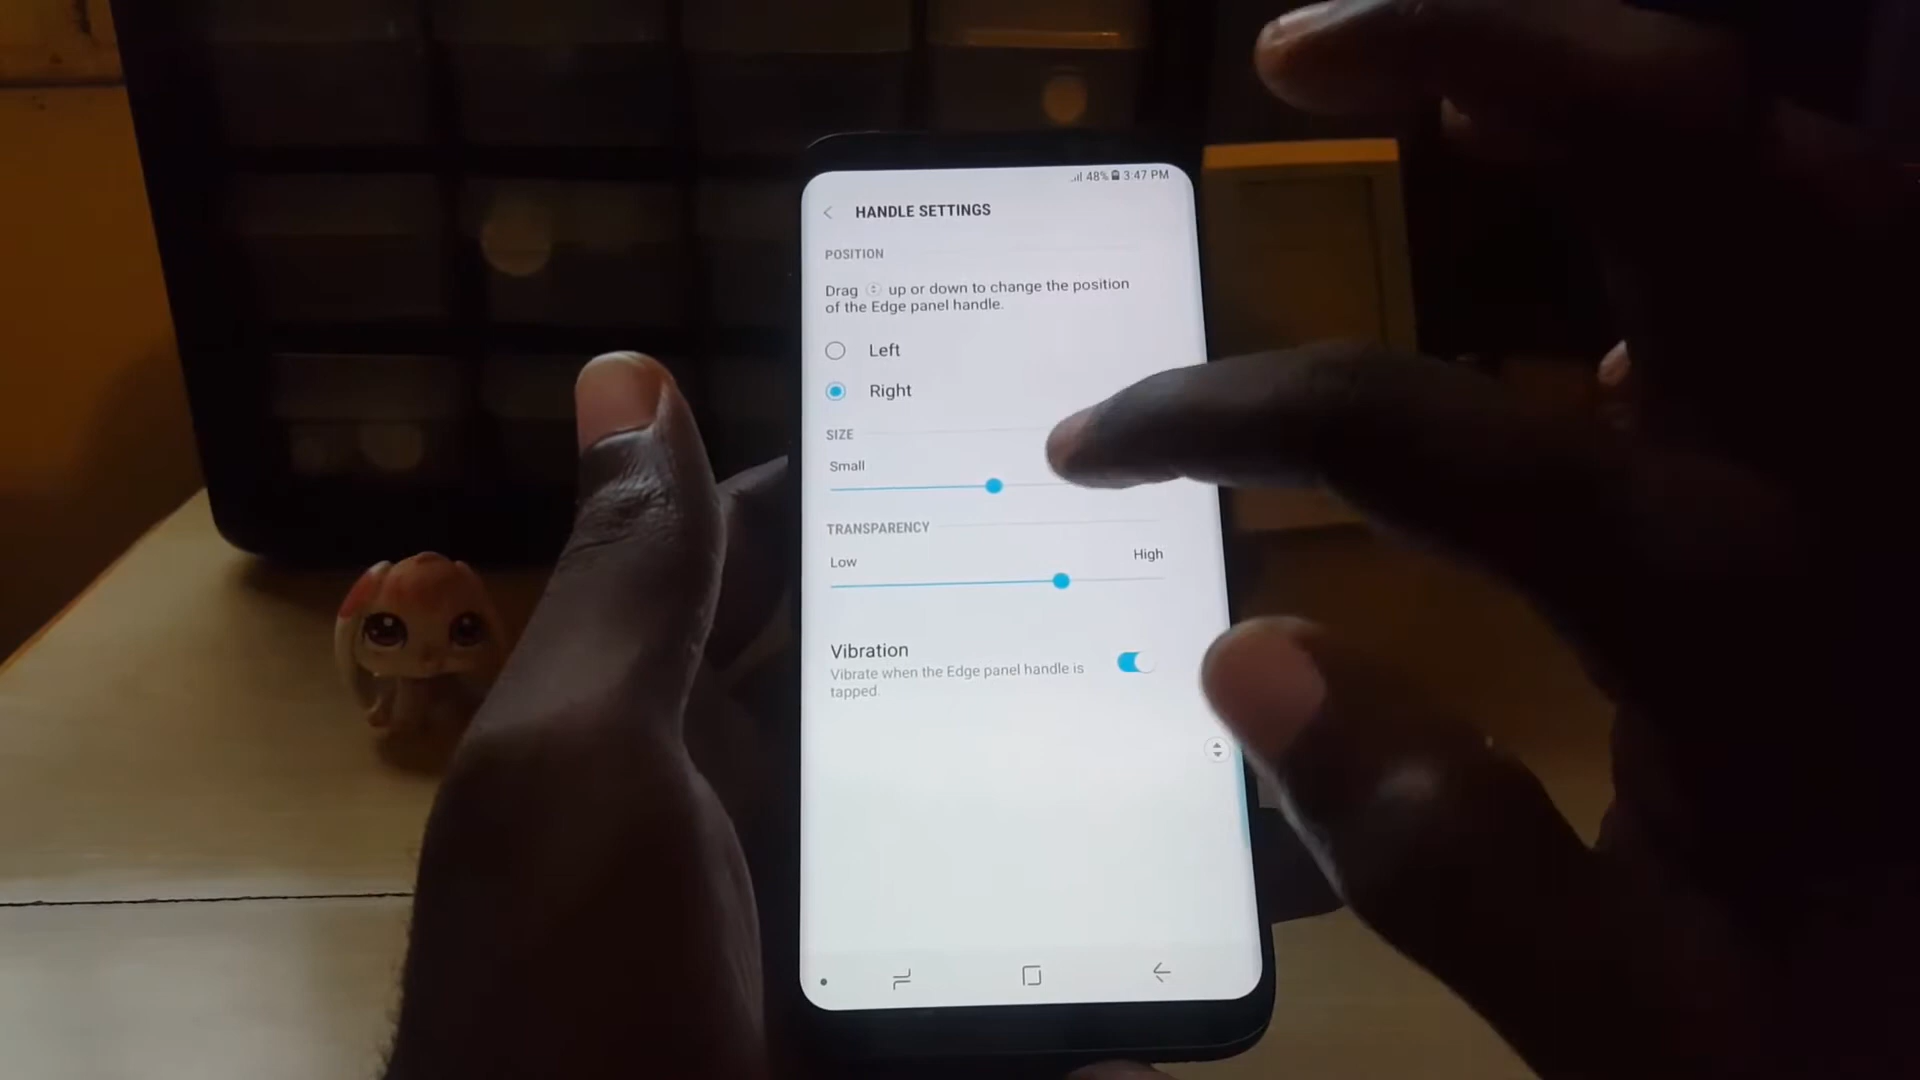 48% 3:47 PM
HANDLE SETTINGS
POSITION
Drag up or down to change the position
of the Edge panel handle.
Left
Right
SIZE
Small
TRANSPARENCY
Low High
Vibration
Vibrate when the Edge panel handle is
tapped.